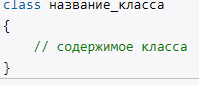 class название_класса
{
    // содержимое класса
}